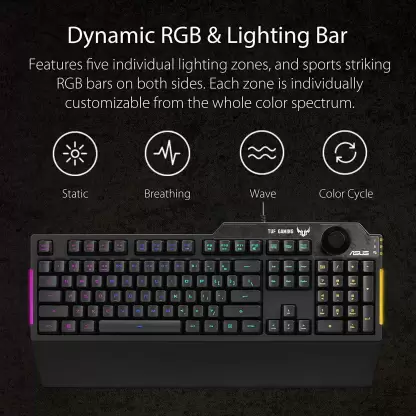 Dynamic RGB & Lighting Bar
Features five individual lighting zones, and sports striking
RGB bars on both sides. Each zone is individually
customizable from the whole color spectrum.
Static
Breathing
Wave
Color Cycle
TUF GAMING
ASUS